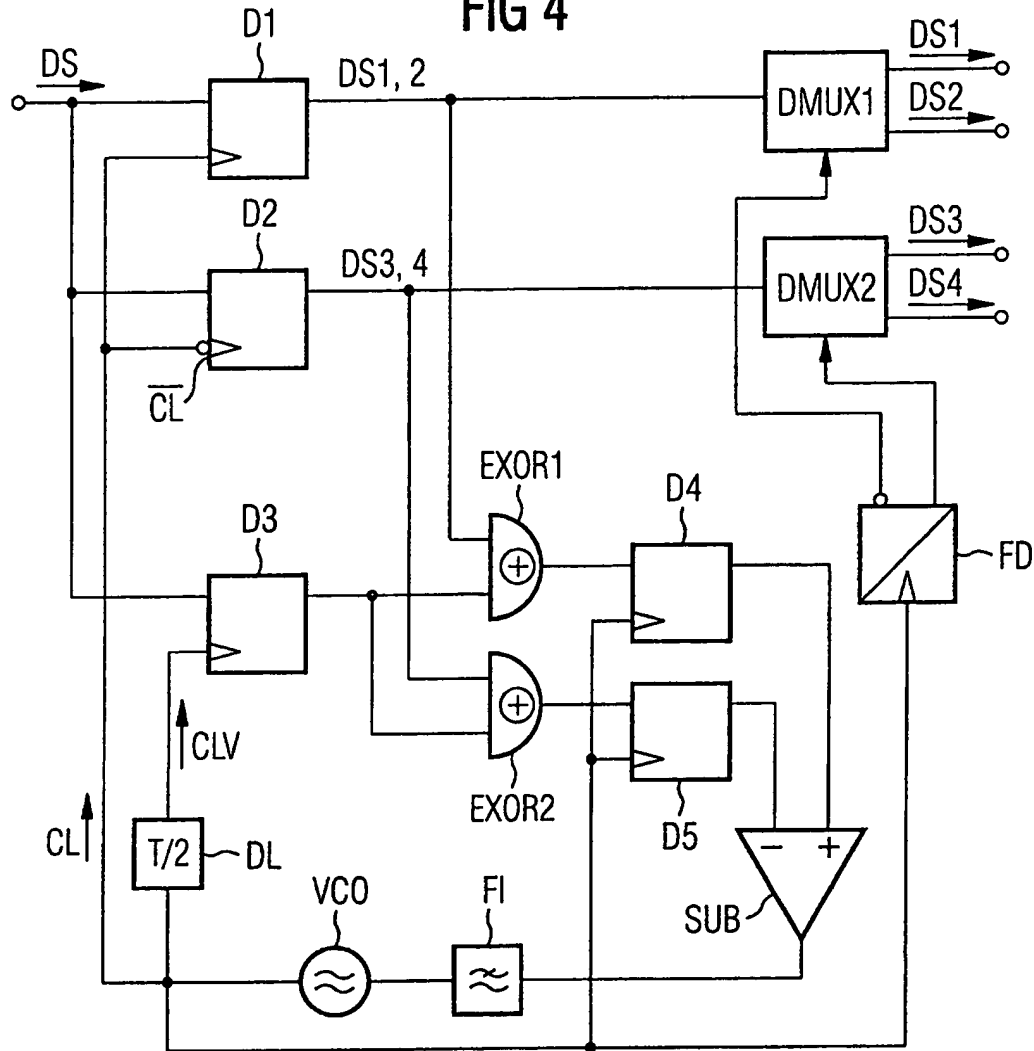 FIG 4
D1
DS
DS1, 2
DMUX1
DS1
DS2
D2
DS3, 4
DMUX2
DS3
DS4
CL
EXOR1
D4
D3
FD
CLV
EXOR2
D5
CL
T/2
DL
VCO
FI
SUB
− +